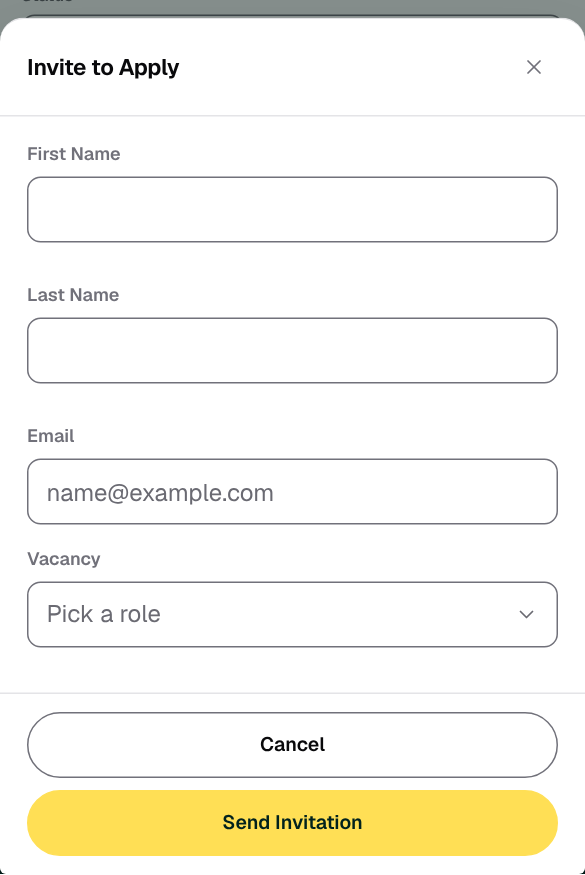 Invite to Apply
First Name
Last Name
Email
name@example.com
Vacancy
Pick a role
Cancel
Send Invitation